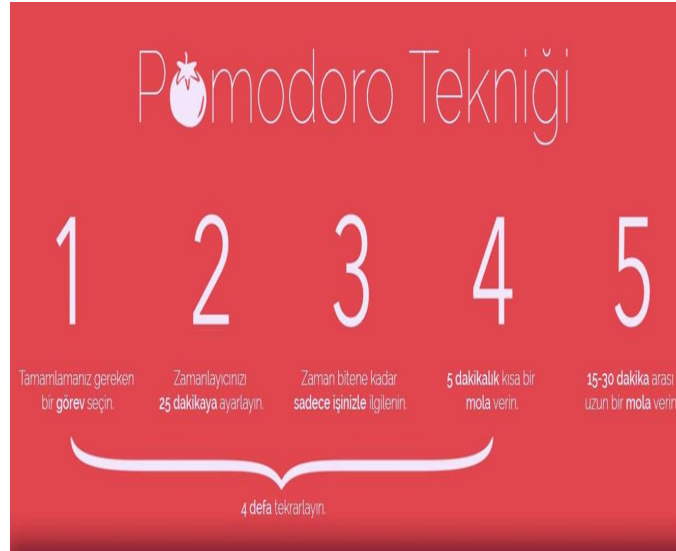 Pomodoro Tekniği
1
Tamamlamanız gereken
bir görev seçin.
2
Zamanlayıcınızı
25 dakikaya ayarlayın.
3
Zaman bitene kadar
sadece işinizle ilgilenin.
4
5 dakikalık kısa bir
mola verin.
5
15-30 dakika arası
uzun bir mola verin
4 defa tekrarlayın.